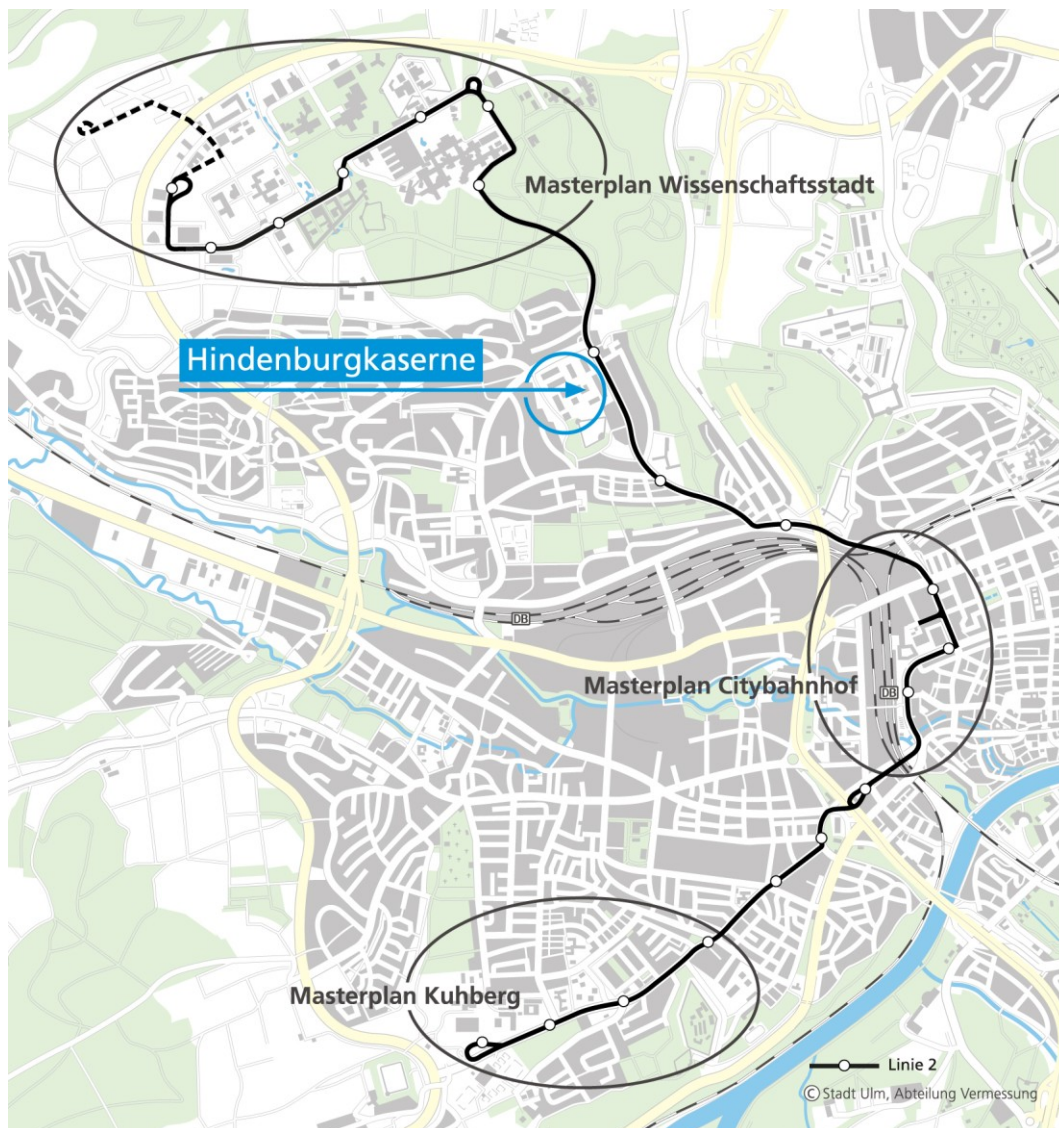 Masterplan Wissenschaftsstadt
Hindenburgkaserne
DB
Masterplan Citybahnhof
DB
Masterplan Kuhberg
Linie 2
© Stadt Ulm, Abteilung Vermessung